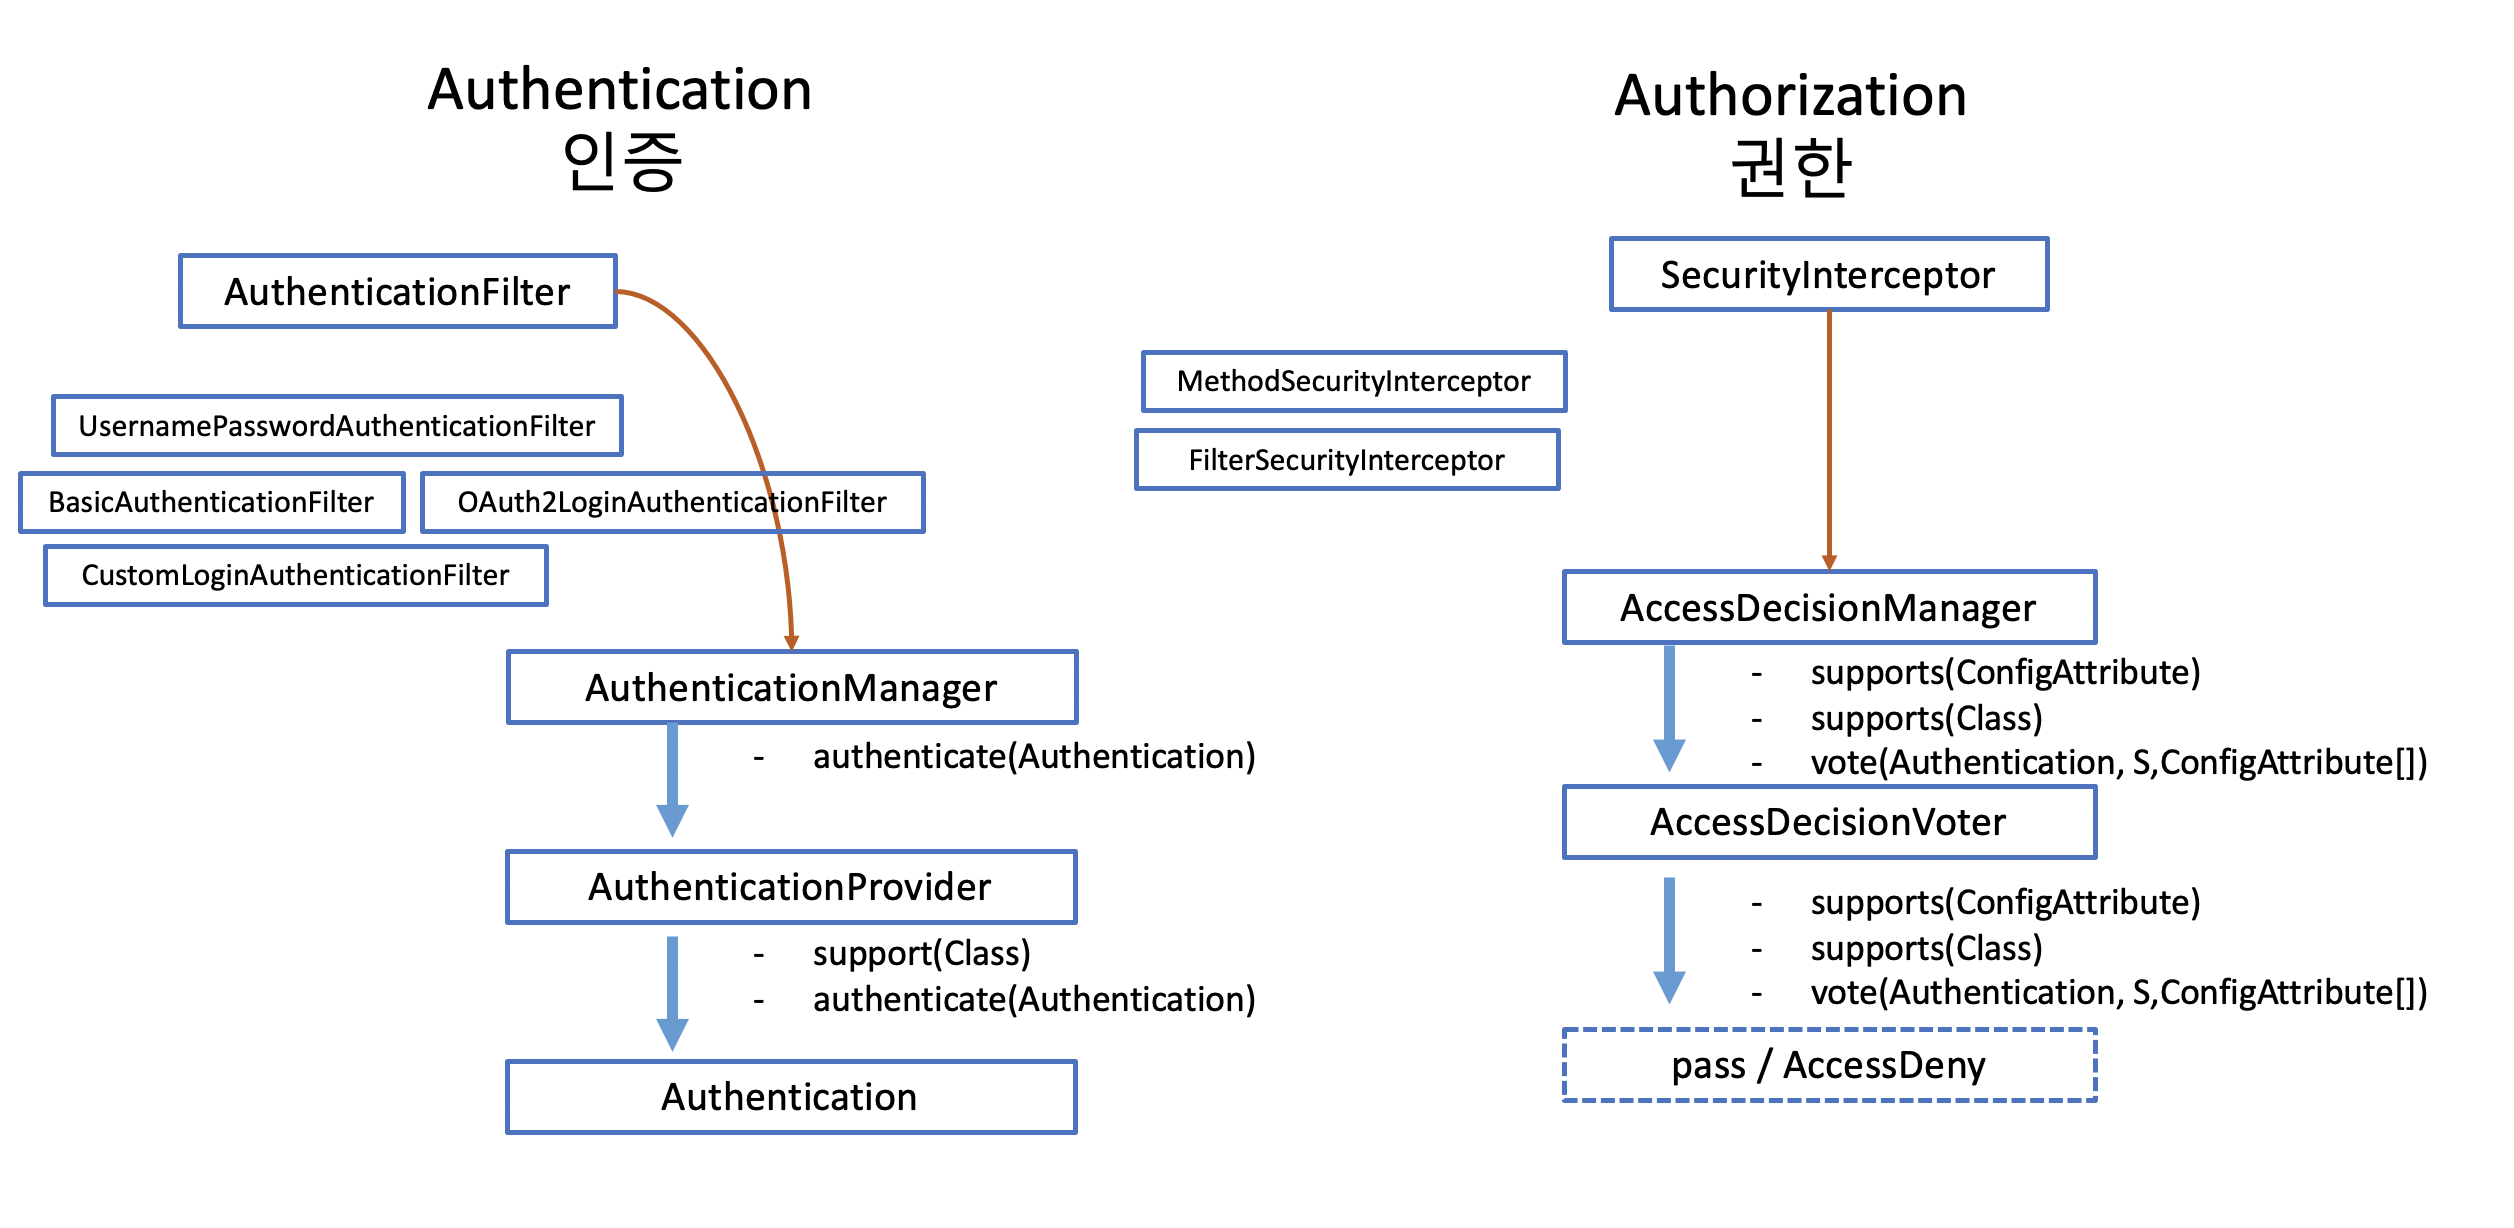 Authentication
인증
AuthenticationFilter
UsernamePasswordAuthenticationFilter
BasicAuthenticationFilter
OAuth2LoginAuthenticationFilter
CustomLoginAuthenticationFilter
AuthenticationManager
- authenticate(Authentication)
AuthenticationProvider
- support(Class)
- authenticate(Authentication)
Authentication
Authorization
권한
SecurityInterceptor
MethodSecurityInterceptor
FilterSecurityInterceptor
AccessDecisionManager
- supports(ConfigAttribute)
- supports(Class)
- vote(Authentication, S,ConfigAttribute[])
AccessDecisionVoter
- supports(ConfigAttribute)
- supports(Class)
- vote(Authentication, S,ConfigAttribute[])
pass / AccessDeny